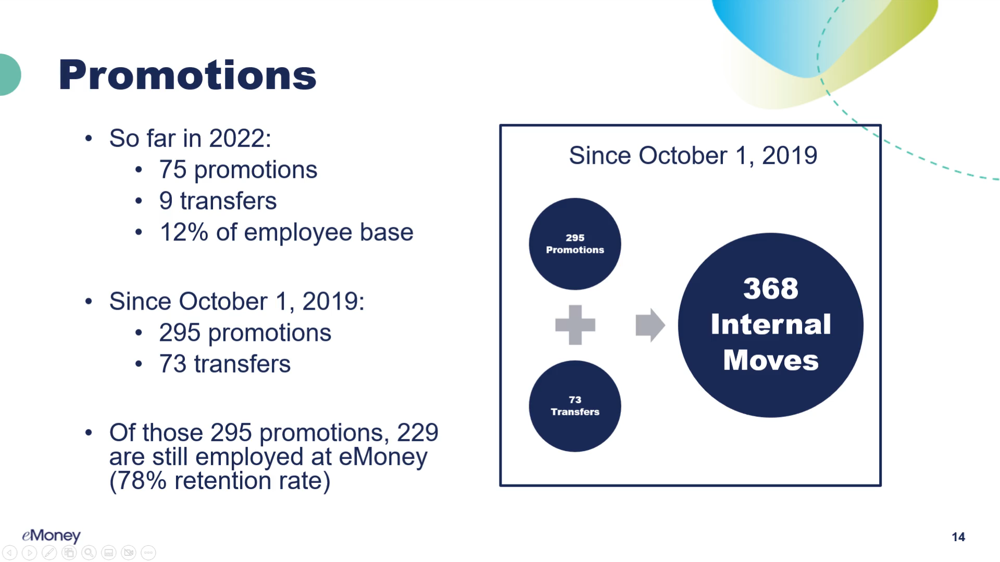 Promotions
• So far in 2022:
• 75 promotions
• 9 transfers
• 12% of employee base
• Since October 1, 2019:
• 295 promotions
• 73 transfers
• Of those 295 promotions, 229
are still employed at eMoney
(78% retention rate)
Since October 1, 2019
295
Promotions
73
Transfers
368
Internal
Moves
eMoney
14